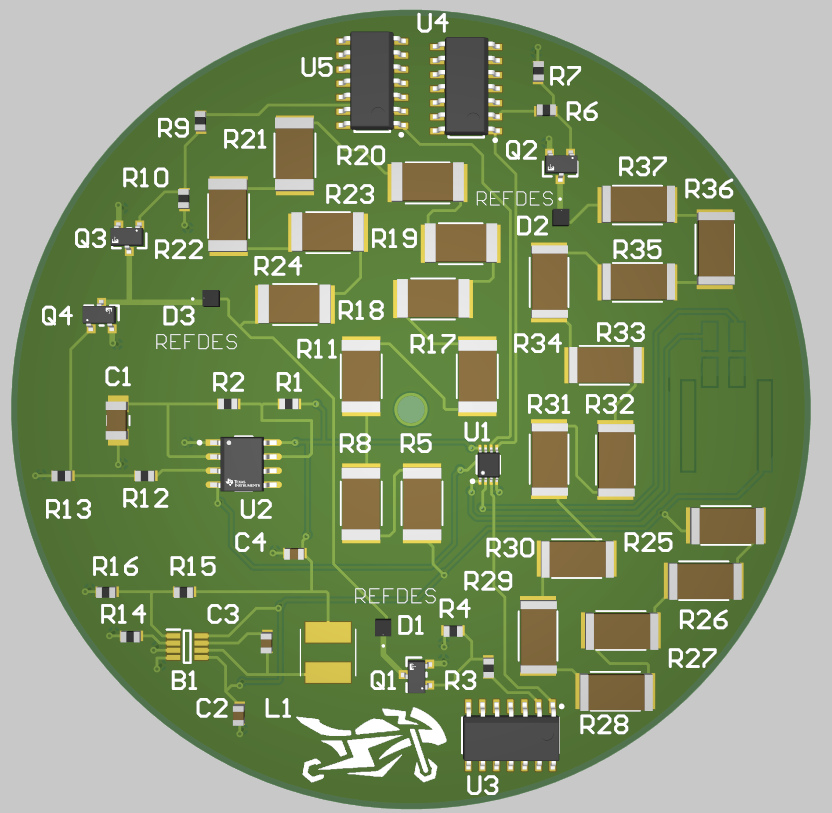 U4
U5
R7
R6
R9
R21
R20
Q2
R37
R36
R10
REFDES
D2
R23
Q3
R22
R19
R35
R24
Q4
D3
R18
REFDES
R11
R17
R34
R33
C1
R2
R1
R31
R32
R8
R5
U1
TEXAS
INSTRUMENTS
R13
R12
U2
C4
R30
R25
R16
R15
R29
REFDES
R14
C3
R4
D1
R26
B1
Q1
R3
R27
C2
L1
R28
U3